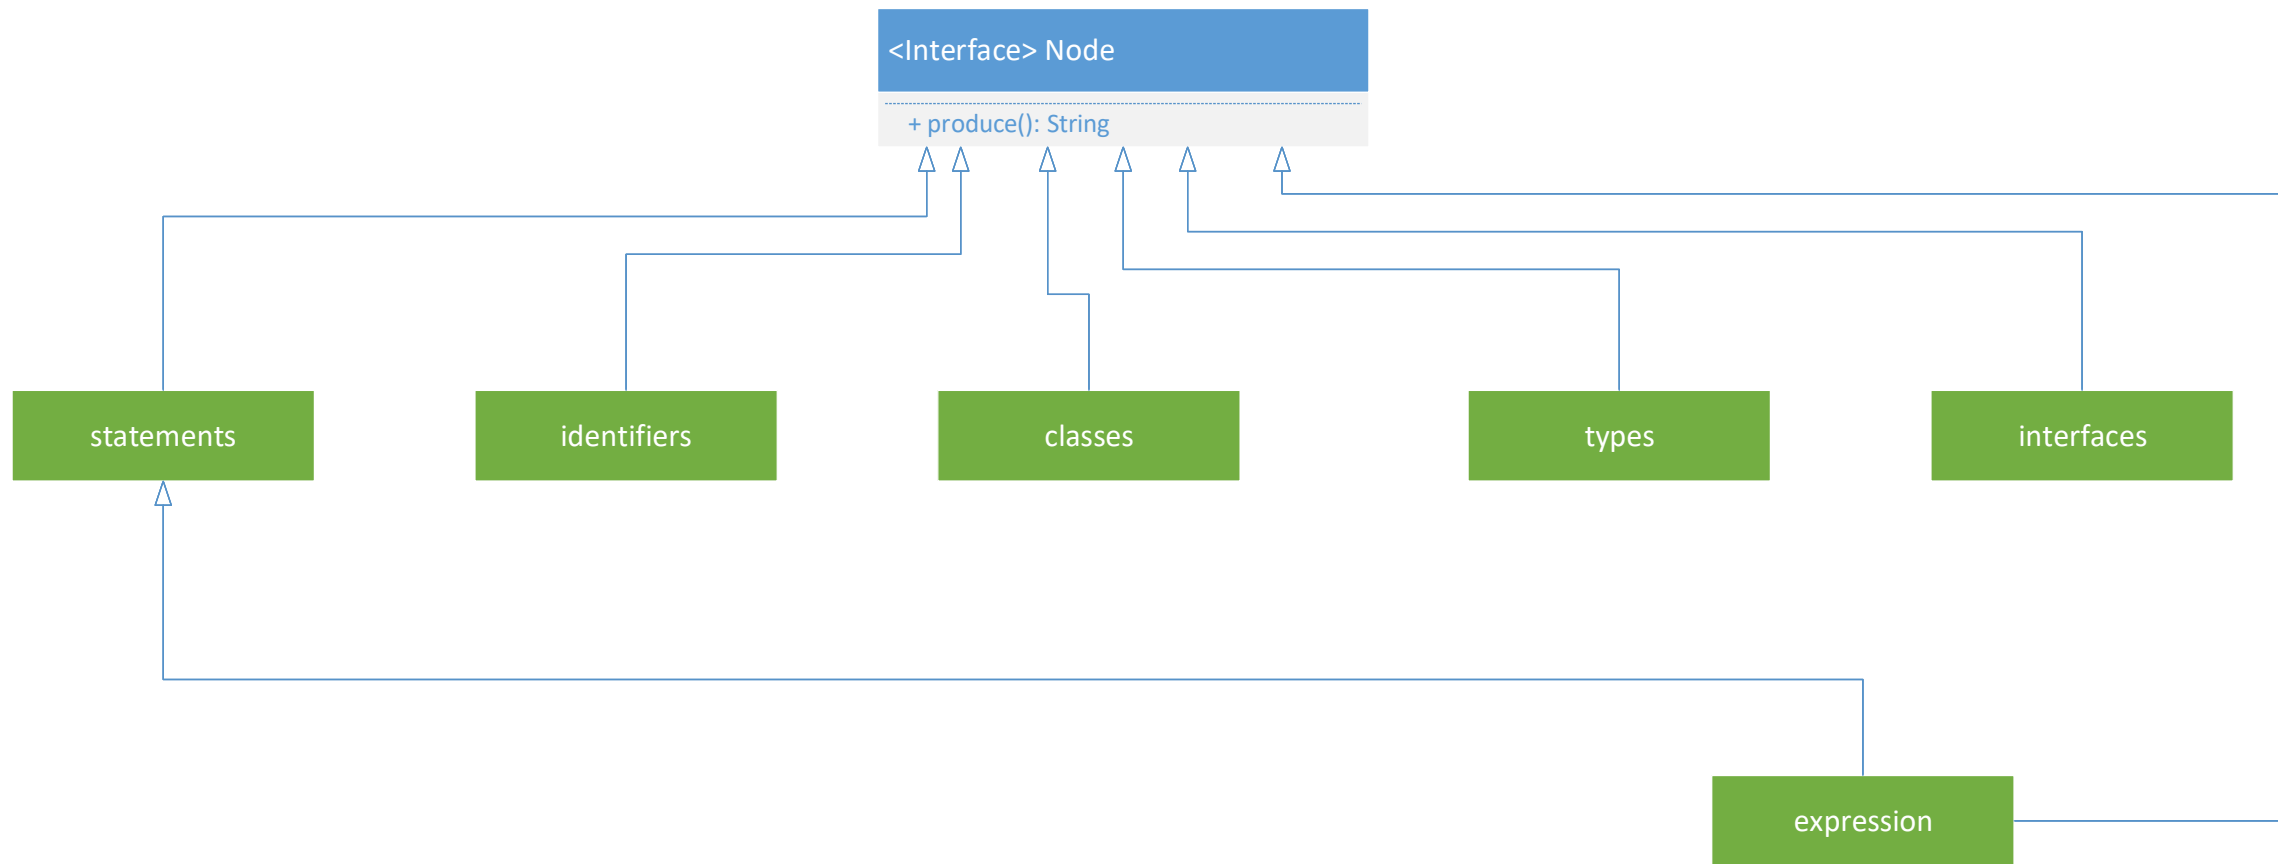 <Interface> Node
+ produce(): String
statements
identifiers
classes
types
interfaces
expression